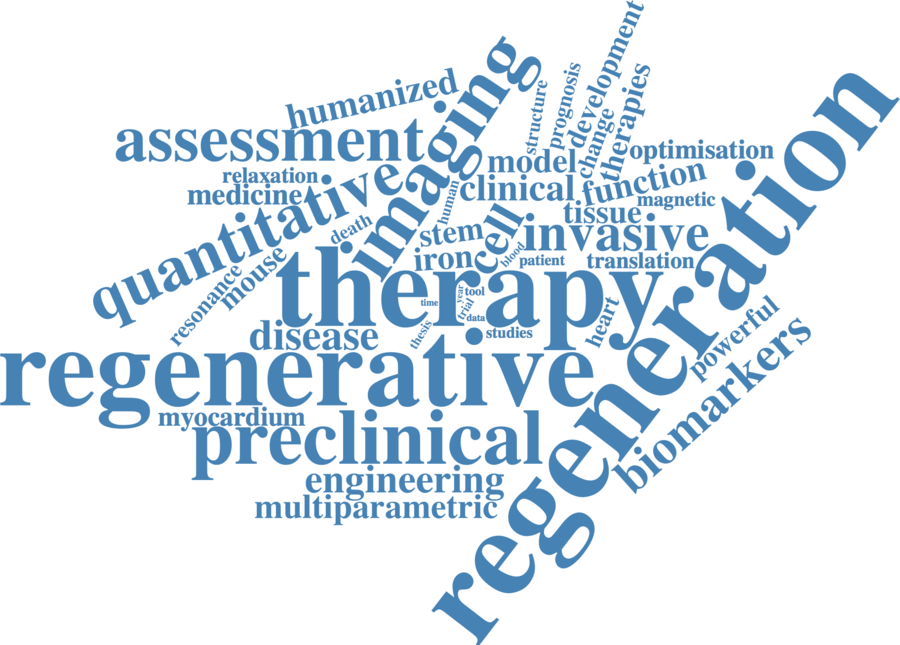 humanized
assessment
imaging
structure
prognosis
development
change
therapies
regeneration
relaxation
medicine
quantitative
model
optimisation
clinical
function
magnetic
human
tissue
death
stem
cell
invasive
iron
blood
patient
translation
resonance
mouse
therapy
time
year
tool
trial
data
thesis
studies
heart
disease
powerful
regenerative
biomarkers
myocardium
preclinical
engineering
multiparametric